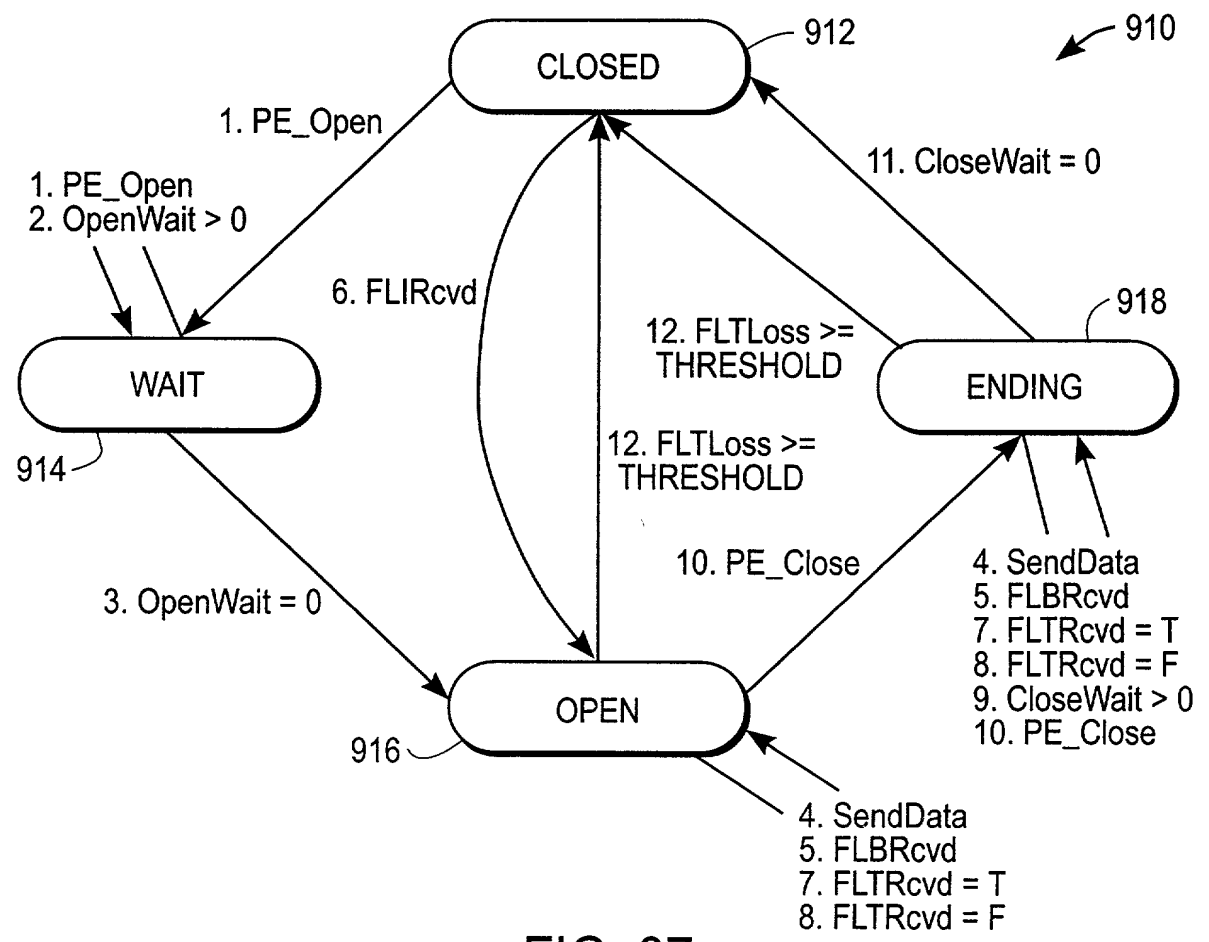 910
912
CLOSED
1. PE_Open
11. CloseWait = 0
1. PE_Open
2. OpenWait > 0
6. FLIRcvd
918
12. FLTLoss >=
THRESHOLD
WAIT
ENDING
914
12. FLTLoss >=
THRESHOLD
10. PE_Close
3. OpenWait = 0
4. SendData
5. FLBRcvd
7. FLTRcvd = T
8. FLTRcvd = F
9. CloseWait > 0
10. PE_Close
OPEN
916
4. SendData
5. FLBRcvd
7. FLTRcvd = T
8. FLTRcvd = F